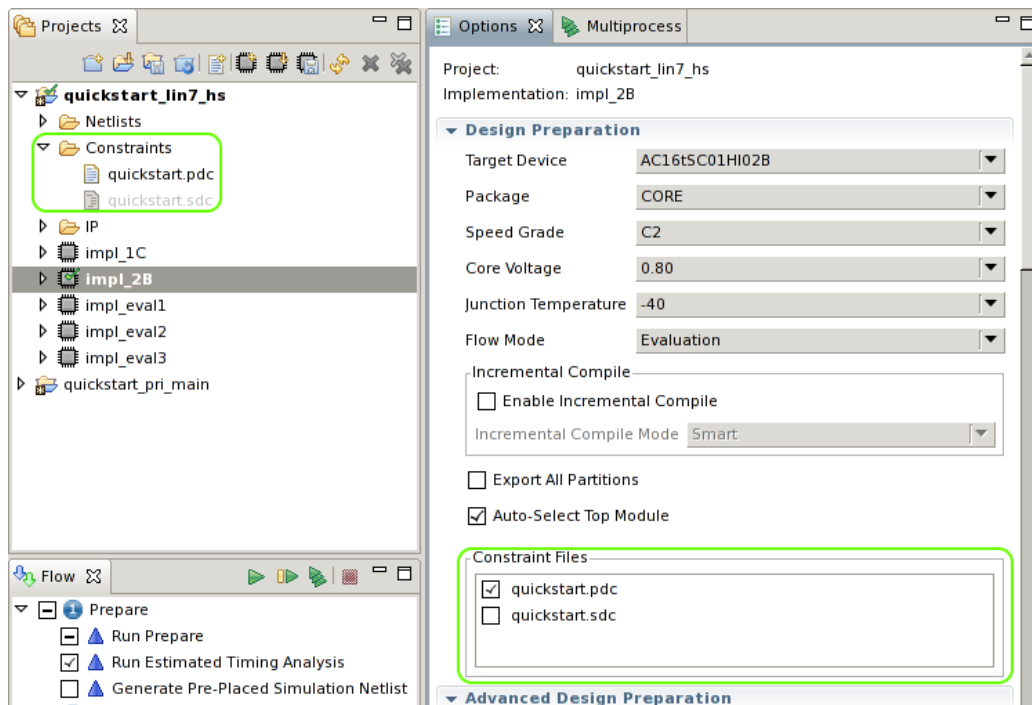 Projects
quickstart_lin7_hs
Netlists
Constraints
quickstart.pdc
quickstart.sdc
IP
impl_1C
impl_2B
impl_eval1
impl_eval2
impl_eval3
quickstart_pri_main
Flow
1 Prepare
Run Prepare
Run Estimated Timing Analysis
Generate Pre-Placed Simulation Netlist
Options
Multiprocess
Project: quickstart_lin7_hs
Implementation: impl_2B
Design Preparation
Target Device AC16tSC01HI02B
Package CORE
Speed Grade C2
Core Voltage 0.80
Junction Temperature -40
Flow Mode Evaluation
Incremental Compile
Enable Incremental Compile
Incremental Compile Mode Smart
Export All Partitions
Auto-Select Top Module
Constraint Files
quickstart.pdc
quickstart.sdc
Advanced Design Preparation